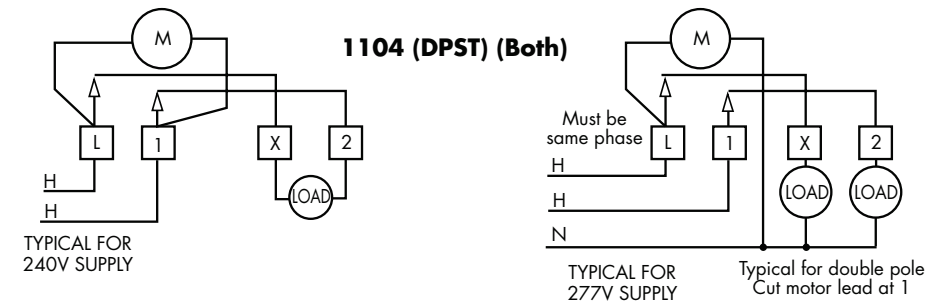 1104 (DPST) (Both)
M
L
1
X
2
H
H
LOAD
TYPICAL FOR
240V SUPPLY
M
Must be
same phase
L
1
X
2
H
H
N
LOAD
LOAD
TYPICAL FOR
277V SUPPLY
Typical for double pole
Cut motor lead at 1